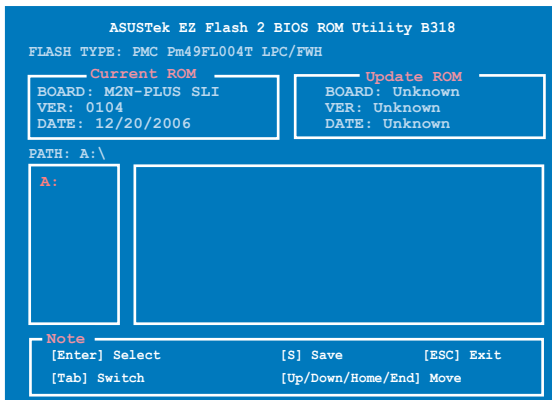 ASUSTek EZ Flash 2 BIOS ROM Utility B318
FLASH TYPE: PMC Pm49FL004T LPC/FWH
Current ROM
BOARD: M2N-PLUS SLI
VER: 0104
DATE: 12/20/2006
Update ROM
BOARD: Unknown
VER: Unknown
DATE: Unknown
PATH: A:\
A:
Note
[Enter] Select [S] Save [ESC] Exit
[Tab] Switch [Up/Down/Home/End] Move